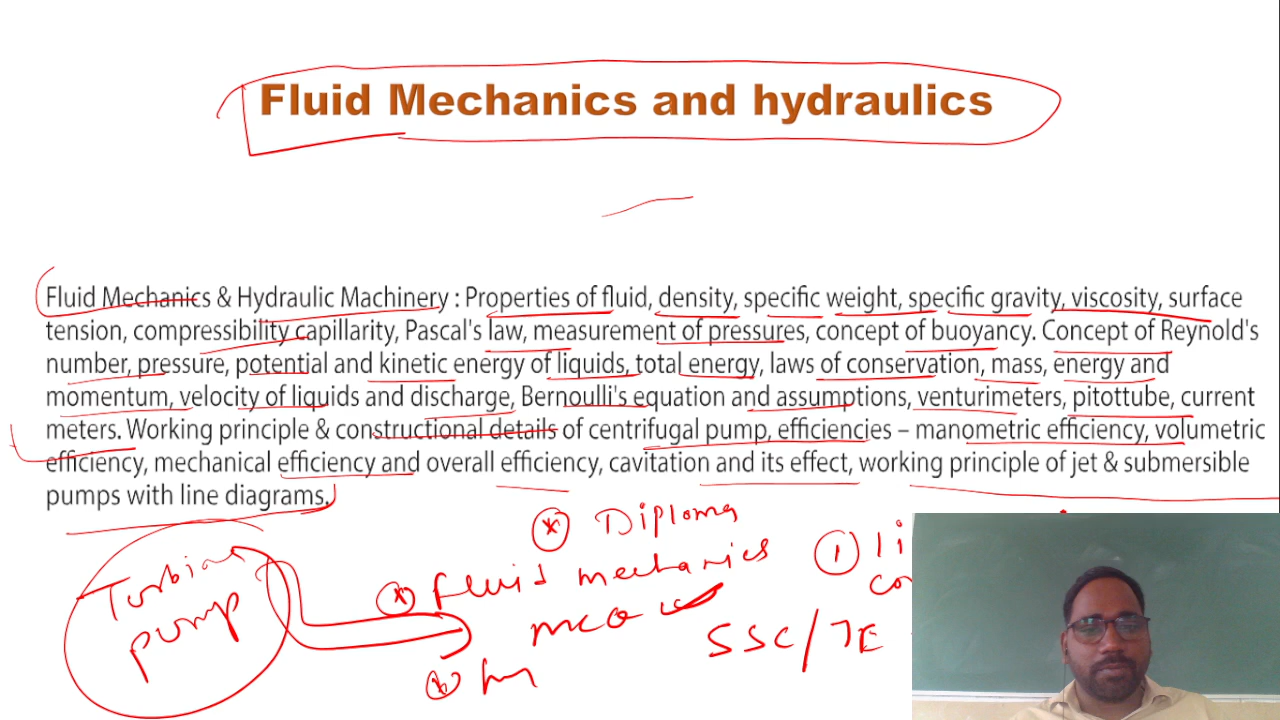 Fluid Mechanics and hydraulics
Fluid Mechanics & Hydraulic Machinery : Properties of fluid, density, specific weight, specific gravity, viscosity, surface
tension, compressibility capillarity, Pascal's law, measurement of pressures, concept of buoyancy. Concept of Reynold's
number, pressure, potential and kinetic energy of liquids, total energy, laws of conservation, mass, energy and
momentum, velocity of liquids and discharge, Bernoulli's equation and assumptions, venturimeters, pitottube, current
meters. Working principle & constructional details of centrifugal pump, efficiencies – manometric efficiency, volumetric
efficiency, mechanical efficiency and overall efficiency, cavitation and its effect, working principle of jet & submersible
pumps with line diagrams.
Diploma
Fluid mechanics
MCQ
SSC/JE
1 li
co
pump